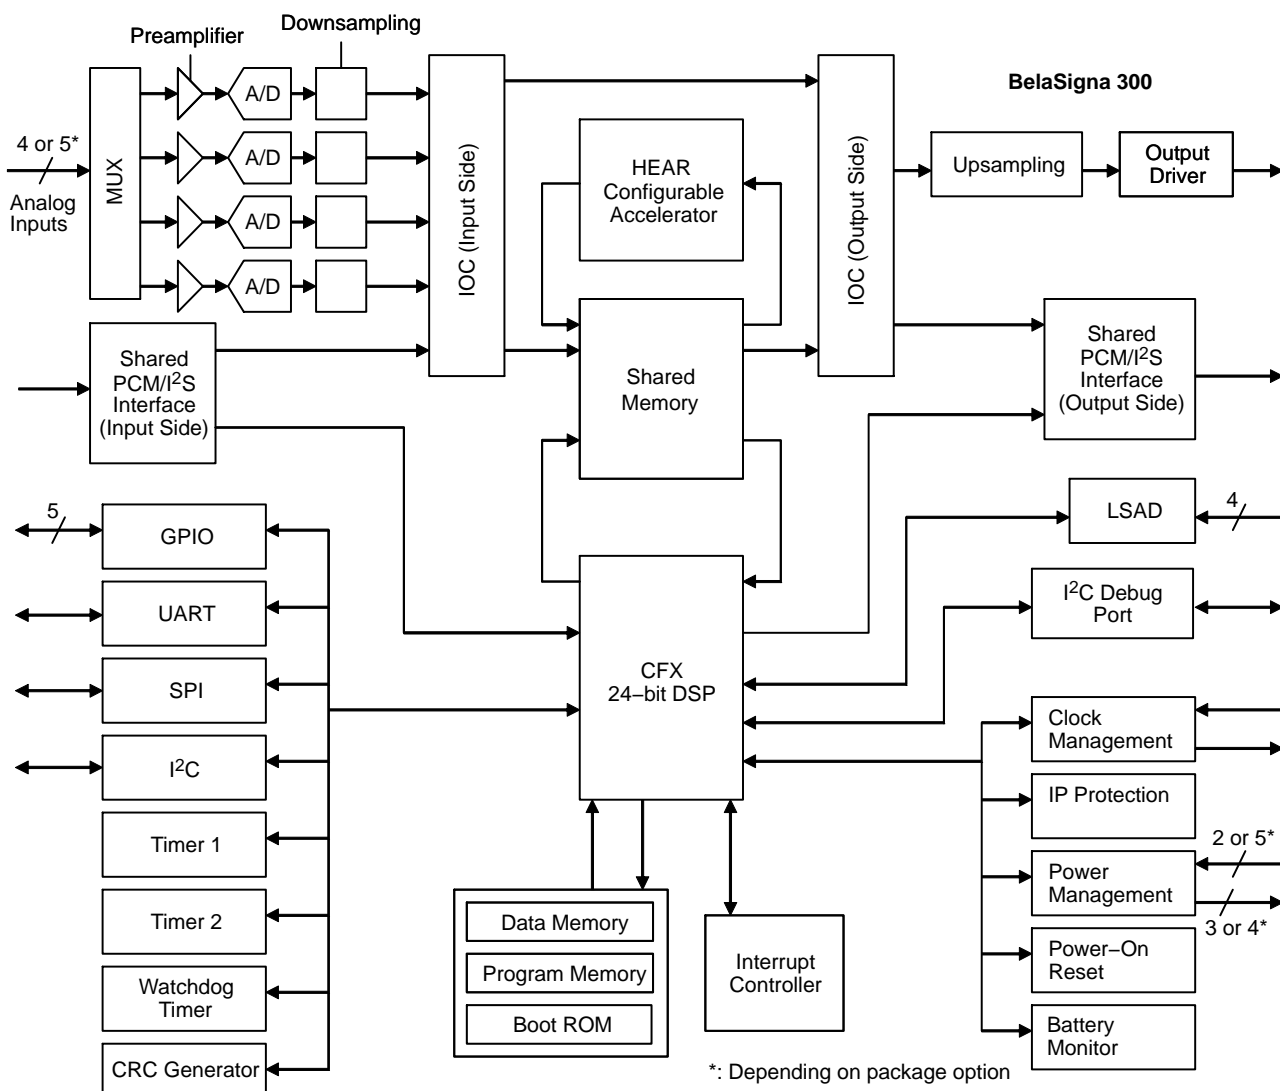 Downsampling
Preamplifier
BelaSigna 300
4 or 5*
Analog
Inputs
MUX
A/D
A/D
A/D
A/D
IOC (Input Side)
HEAR
Configurable
Accelerator
IOC (Output Side)
Upsampling
Output
Driver
Shared
PCM/I²S
Interface
(Input Side)
Shared
Memory
Shared
PCM/I²S
Interface
(Output Side)
5
GPIO
UART
SPI
I²C
Timer 1
Timer 2
Watchdog
Timer
CRC Generator
CFX
24−bit DSP
Data Memory
Program Memory
Boot ROM
Interrupt
Controller
LSAD
4
I²C Debug
Port
Clock
Management
IP Protection
2 or 5*
Power
Management
3 or 4*
Power−On
Reset
Battery
Monitor
*: Depending on package option